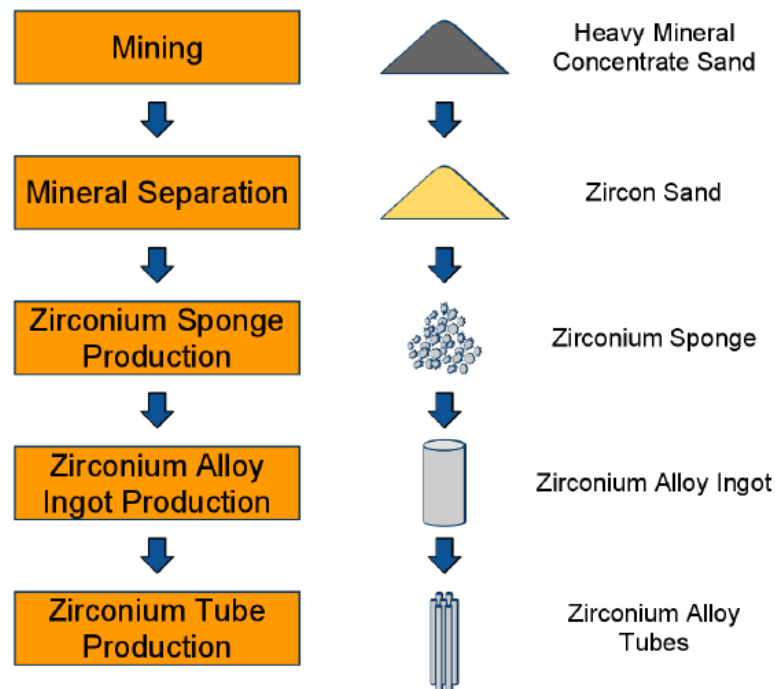 Mining
Heavy Mineral
Concentrate Sand
Mineral Separation
Zircon Sand
Zirconium Sponge
Production
Zirconium Sponge
Zirconium Alloy
Ingot Production
Zirconium Alloy Ingot
Zirconium Tube
Production
Zirconium Alloy
Tubes